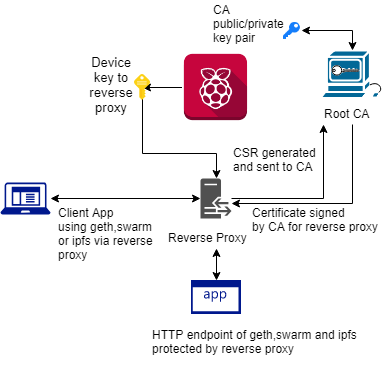 CA
public/private
key pair
Device
key to
reverse
proxy
Root CA
CSR generated
and sent to CA
Client App
using geth,swarm
or ipfs via reverse
proxy
Certificate signed
by CA for reverse proxy
Reverse Proxy
app
HTTP endpoint of geth,swarm and ipfs
protected by reverse proxy